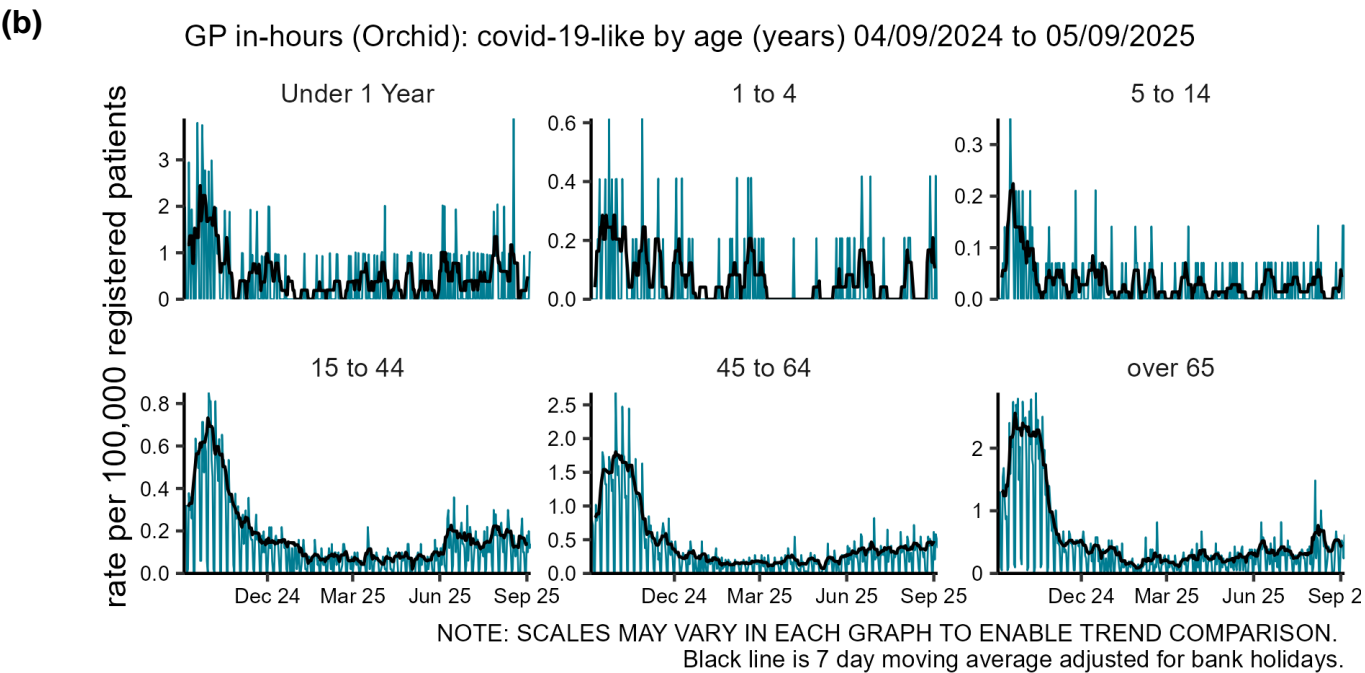 (b)
GP in-hours (Orchid): covid-19-like by age (years) 04/09/2024 to 05/09/2025
rate per 100,000 registered patients
Under 1 Year
3
2
1
0
1 to 4
0.6
0.4
0.2
0.0
5 to 14
0.3
0.2
0.1
0.0
15 to 44
0.8
0.6
0.4
0.2
0.0
Dec 24 Mar 25 Jun 25 Sep 25
45 to 64
2.5
2.0
1.5
1.0
0.5
0.0
Dec 24 Mar 25 Jun 25 Sep 25
over 65
2
1
0
Dec 24 Mar 25 Jun 25 Sep 2
NOTE: SCALES MAY VARY IN EACH GRAPH TO ENABLE TREND COMPARISON.
Black line is 7 day moving average adjusted for bank holidays.